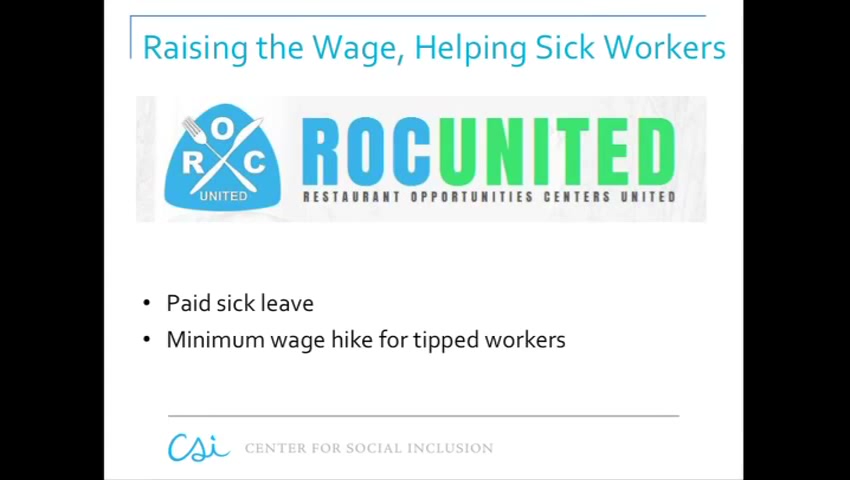 Raising the Wage, Helping Sick Workers
O
R C
UNITED
ROCUNITED
RESTAURANT OPPORTUNITIES CENTERS UNITED
• Paid sick leave
• Minimum wage hike for tipped workers
csi CENTER FOR SOCIAL INCLUSION